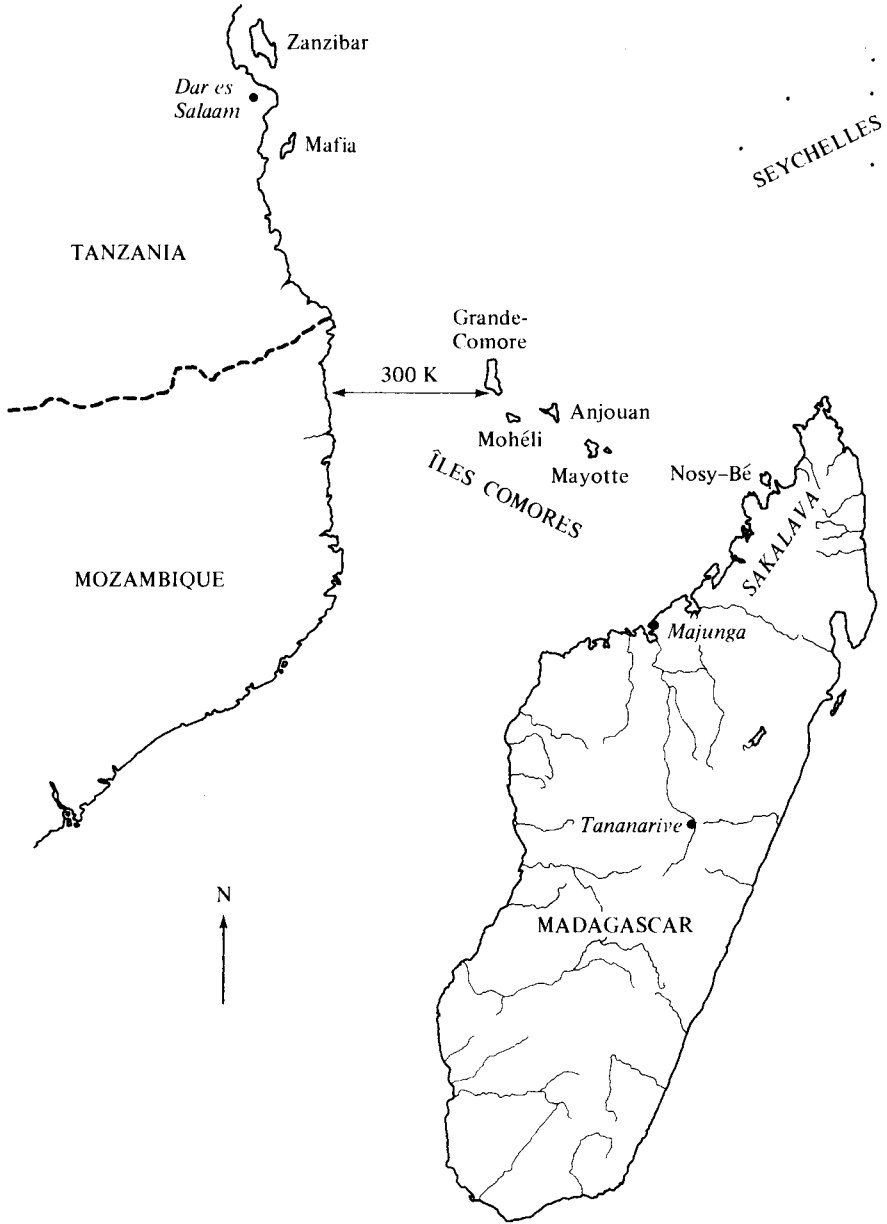 Zanzibar
Dar es
Salaam
Mafia
SEYCHELLES
TANZANIA
Grande-
Comore
300 K
Anjouan
Mohéli
Mayotte
Nosy-Bé
ÎLES COMORES
SAKALAVA
MOZAMBIQUE
Majunga
Tananarive
N
MADAGASCAR